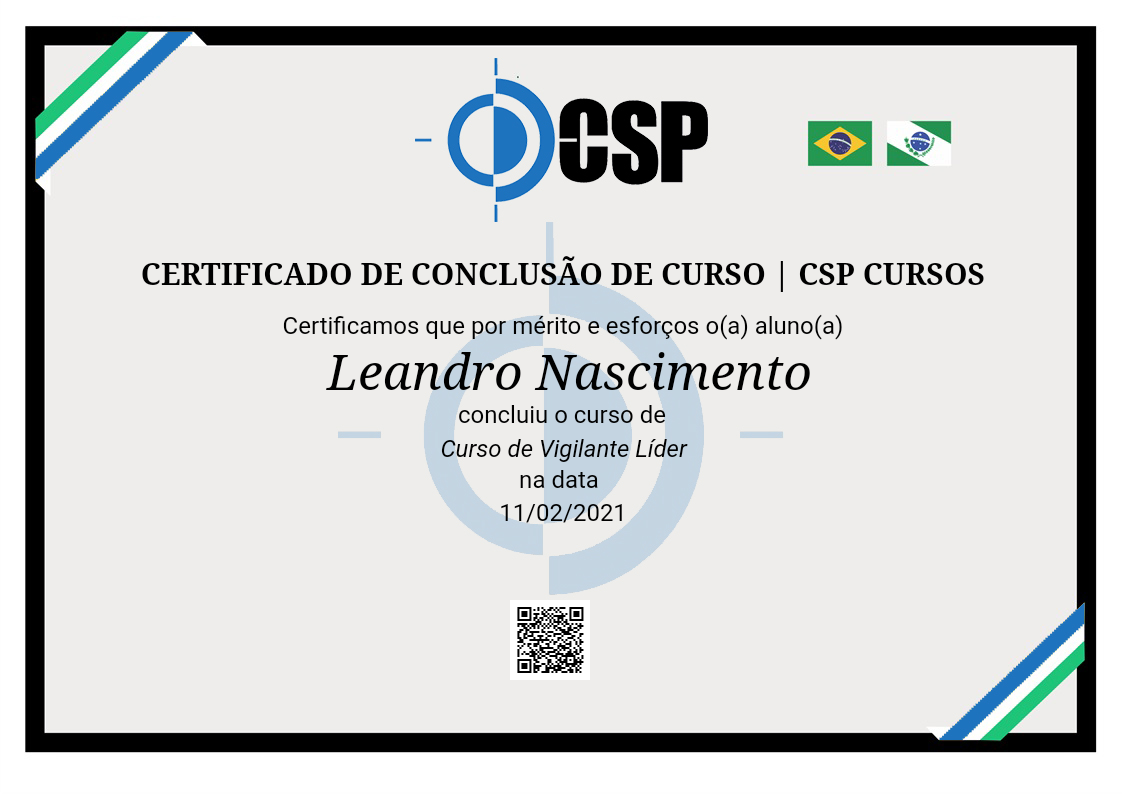 CSP
CERTIFICADO DE CONCLUSÃO DE CURSO | CSP CURSOS
Certificamos que por mérito e esforços o(a) aluno(a)
Leandro Nascimento
concluiu o curso de
Curso de Vigilante Líder
na data
11/02/2021